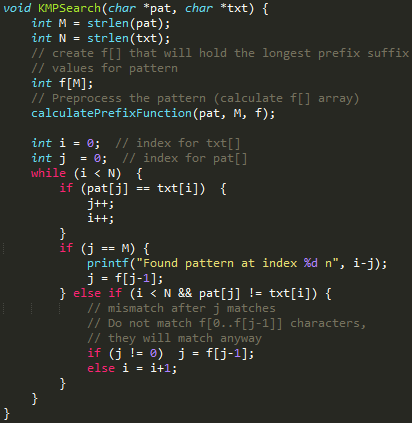 void KMPSearch(char *pat, char *txt) {
    int M = strlen(pat);
    int N = strlen(txt);
    // create f[] that will hold the longest prefix suffix
    // values for pattern
    int f[M];
    // Preprocess the pattern (calculate f[] array)
    calculatePrefixFunction(pat, M, f);

    int i = 0;  // index for txt[]
    int j  = 0;  // index for pat[]
    while (i < N)  {
        if (pat[j] == txt[i])  {
            j++;
            i++;
        }
        if (j == M) {
            printf("Found pattern at index %d n", i-j);
            j = f[j-1];
        } else if (i < N && pat[j] != txt[i]) {
            // mismatch after j matches
            // Do not match f[0..f[j-1]] characters,
            // they will match anyway
            if (j != 0)  j = f[j-1];
            else i = i+1;
        }
    }
}